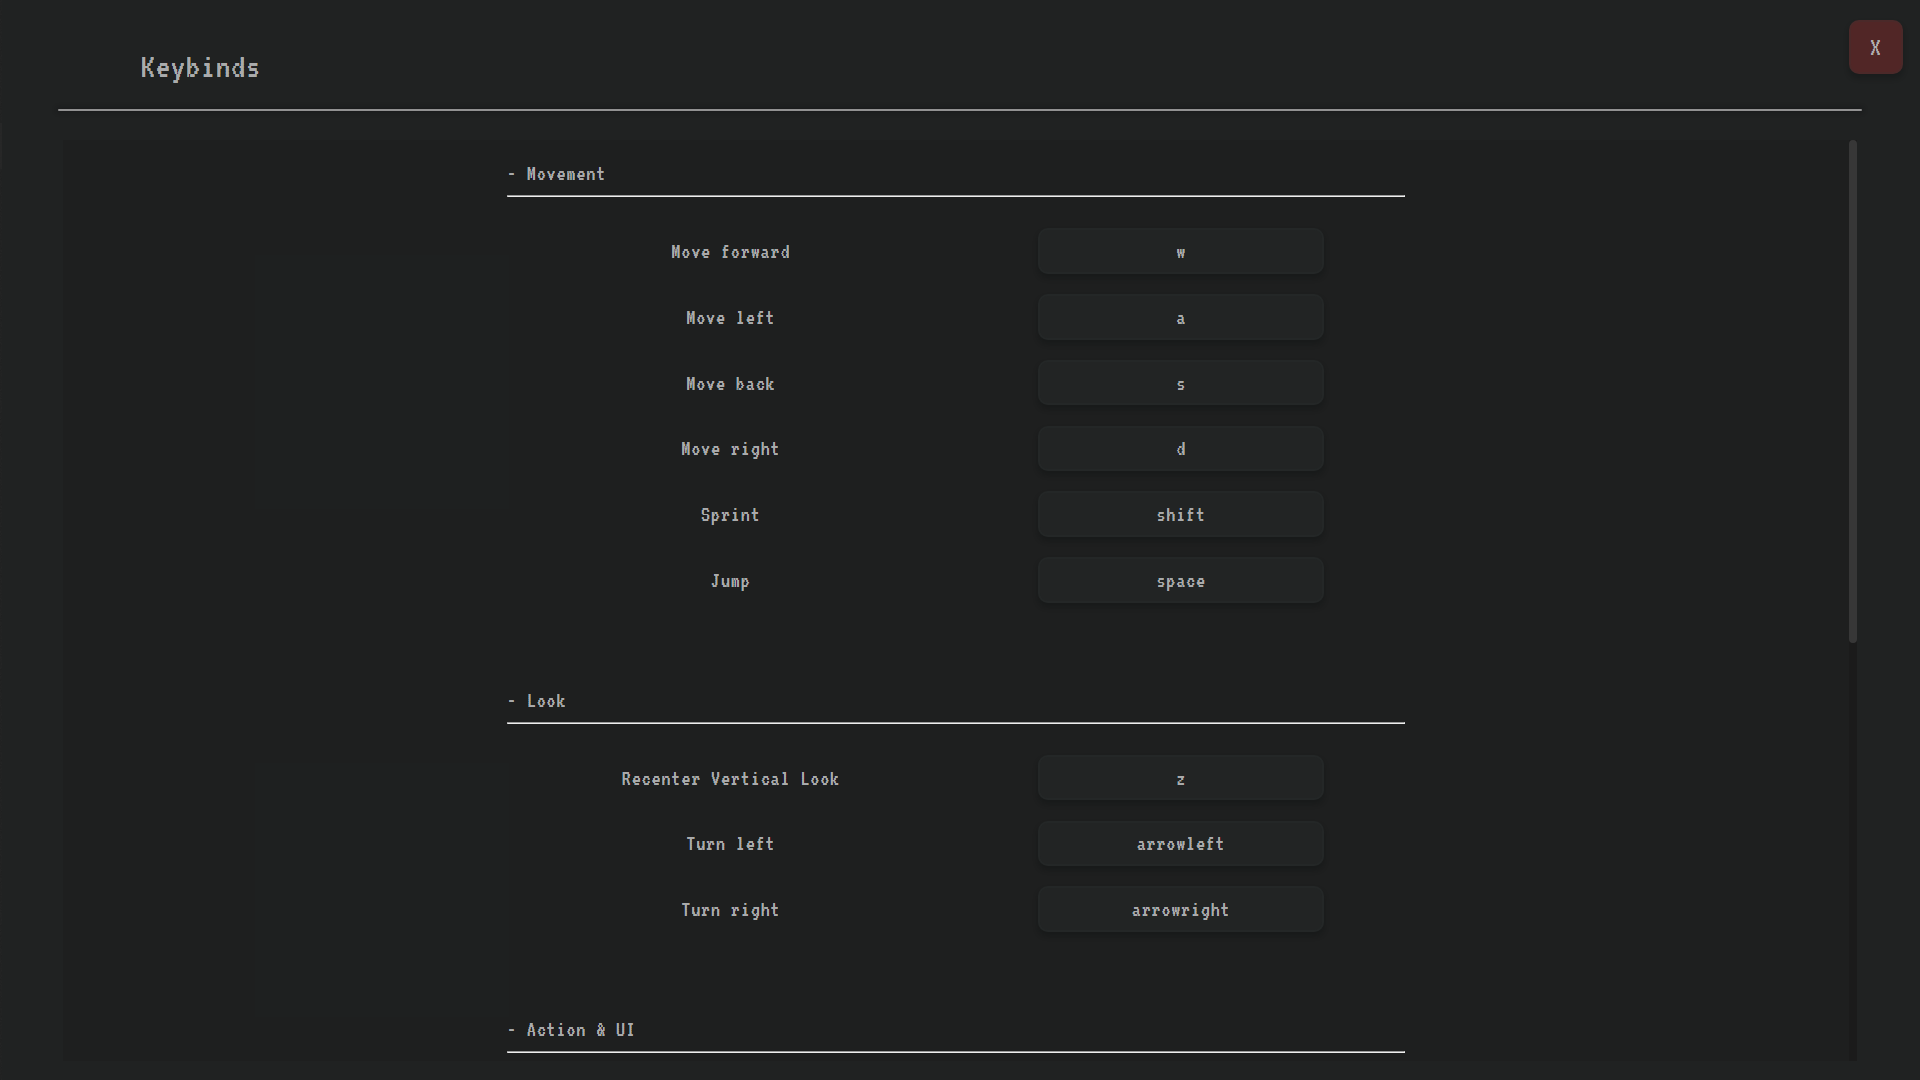 Keybinds
X
- Movement
Move forward w
Move left a
Move back s
Move right d
Sprint shift
Jump space
- Look
Recenter Vertical Look z
Turn left arrowleft
Turn right arrowright
- Action & UI